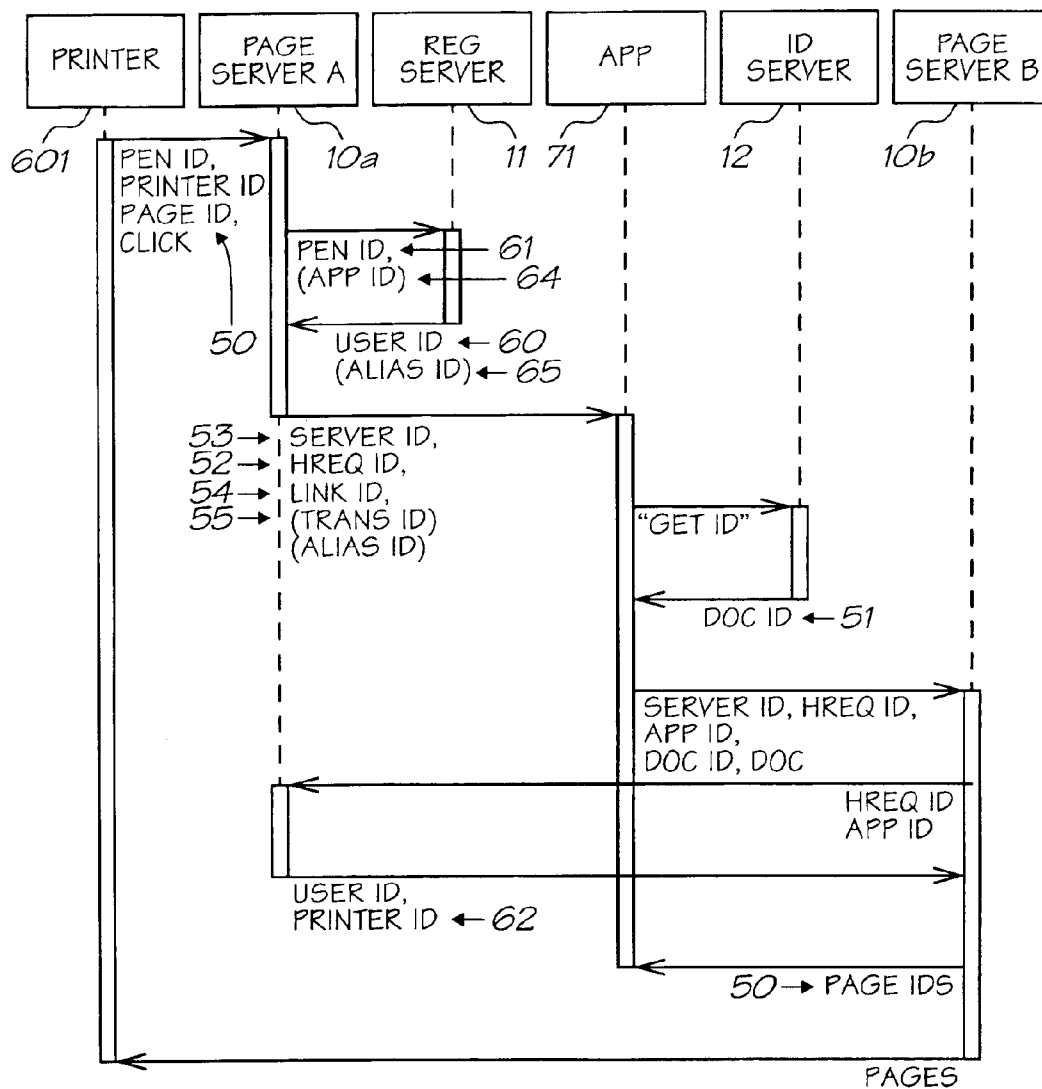 PRINTER
PAGE
SERVER A
REG
SERVER
APP
ID
SERVER
PAGE
SERVER B
601
10a
11
71
12
10b
PEN ID,
PRINTER ID
PAGE ID,
CLICK
50
PEN ID,
61
(APP ID)
64
USER ID
60
(ALIAS ID)
65
53
SERVER ID,
52
HREQ ID,
54
LINK ID,
55
(TRANS ID)
(ALIAS ID)
"GET ID"
DOC ID
51
SERVER ID, HREQ ID,
APP ID,
DOC ID, DOC
HREQ ID
APP ID
USER ID,
PRINTER ID
62
50
PAGE IDS
PAGES